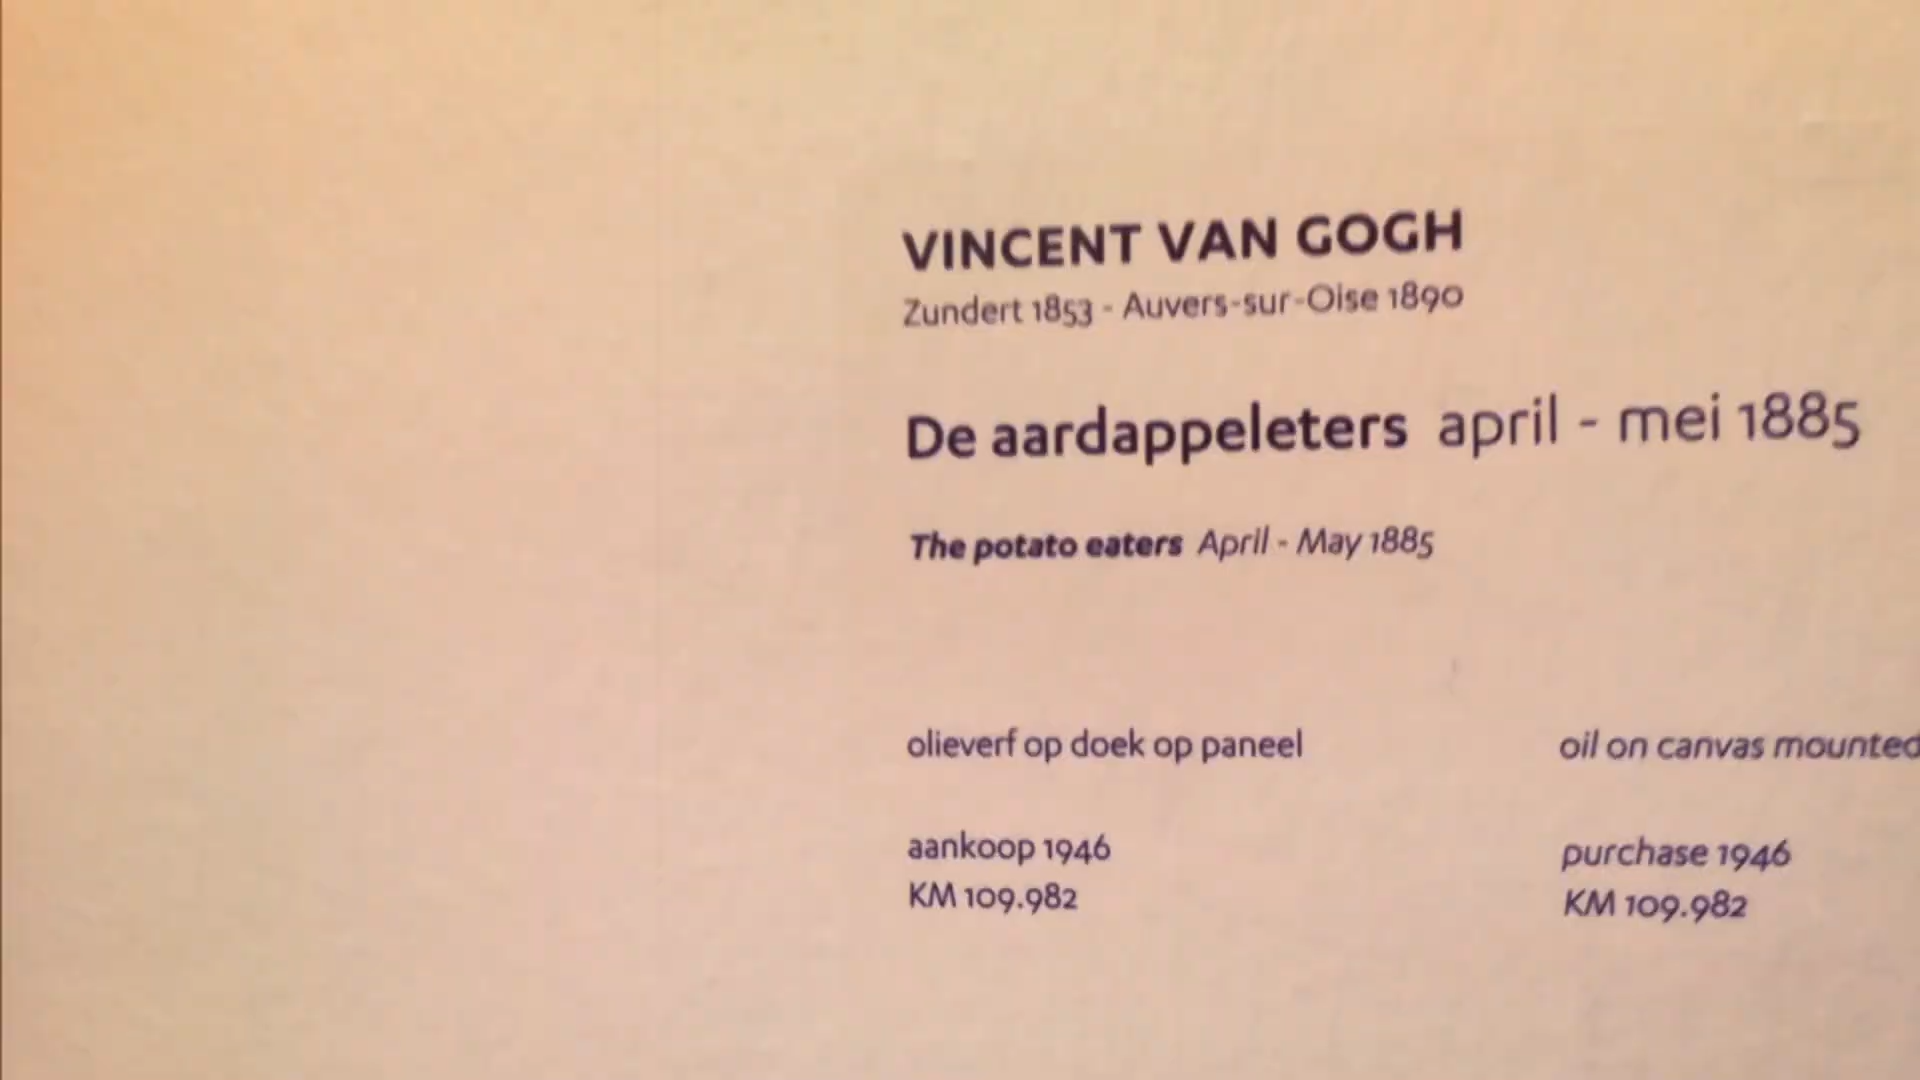 VINCENT VAN GOGH
Zundert 1853 - Auvers-sur-Oise 1890
De aardappeleters april - mei 1885
The potato eaters April - May 1885
olieverf op doek op paneel
oil on canvas mounted
aankoop 1946
purchase 1946
KM 109.982
KM 109.982